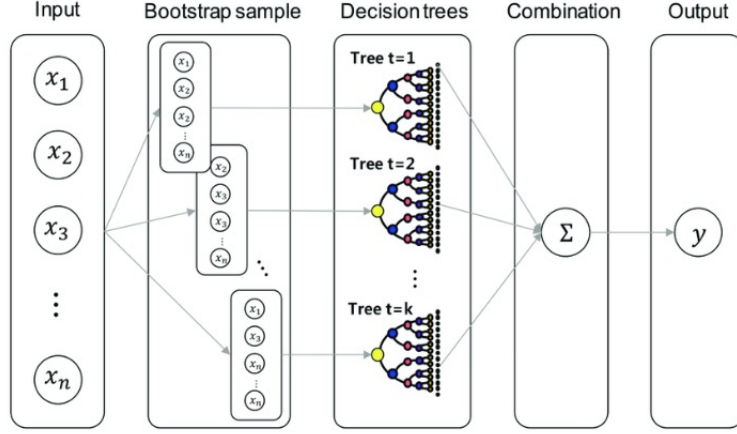 Input
Bootstrap sample
Decision trees
Combination
Output
x₁
x₂
x₃
⋮
xₙ
x₁
x₂
x₂
⋮
xₙ
x₂
x₃
x₃
⋮
xₙ
⋱
x₁
x₃
xₙ
⋮
xₙ
Tree t=1
Tree t=2
⋮
Tree t=k
Σ
y